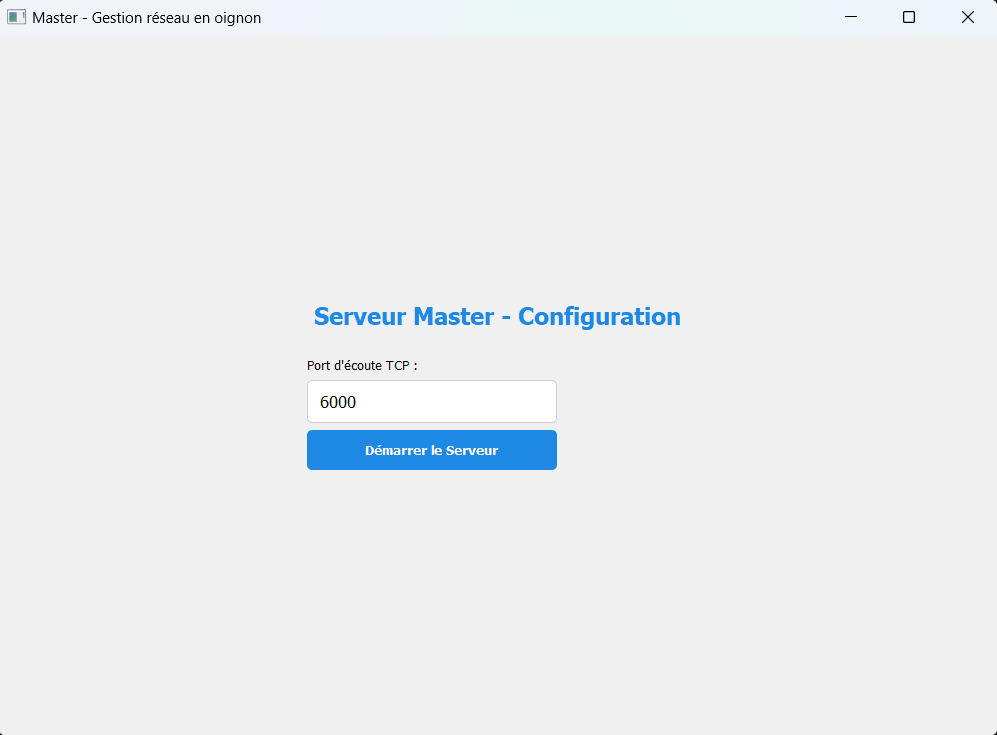 Master - Gestion réseau en oignon
Serveur Master - Configuration
Port d'écoute TCP :
6000
Démarrer le Serveur